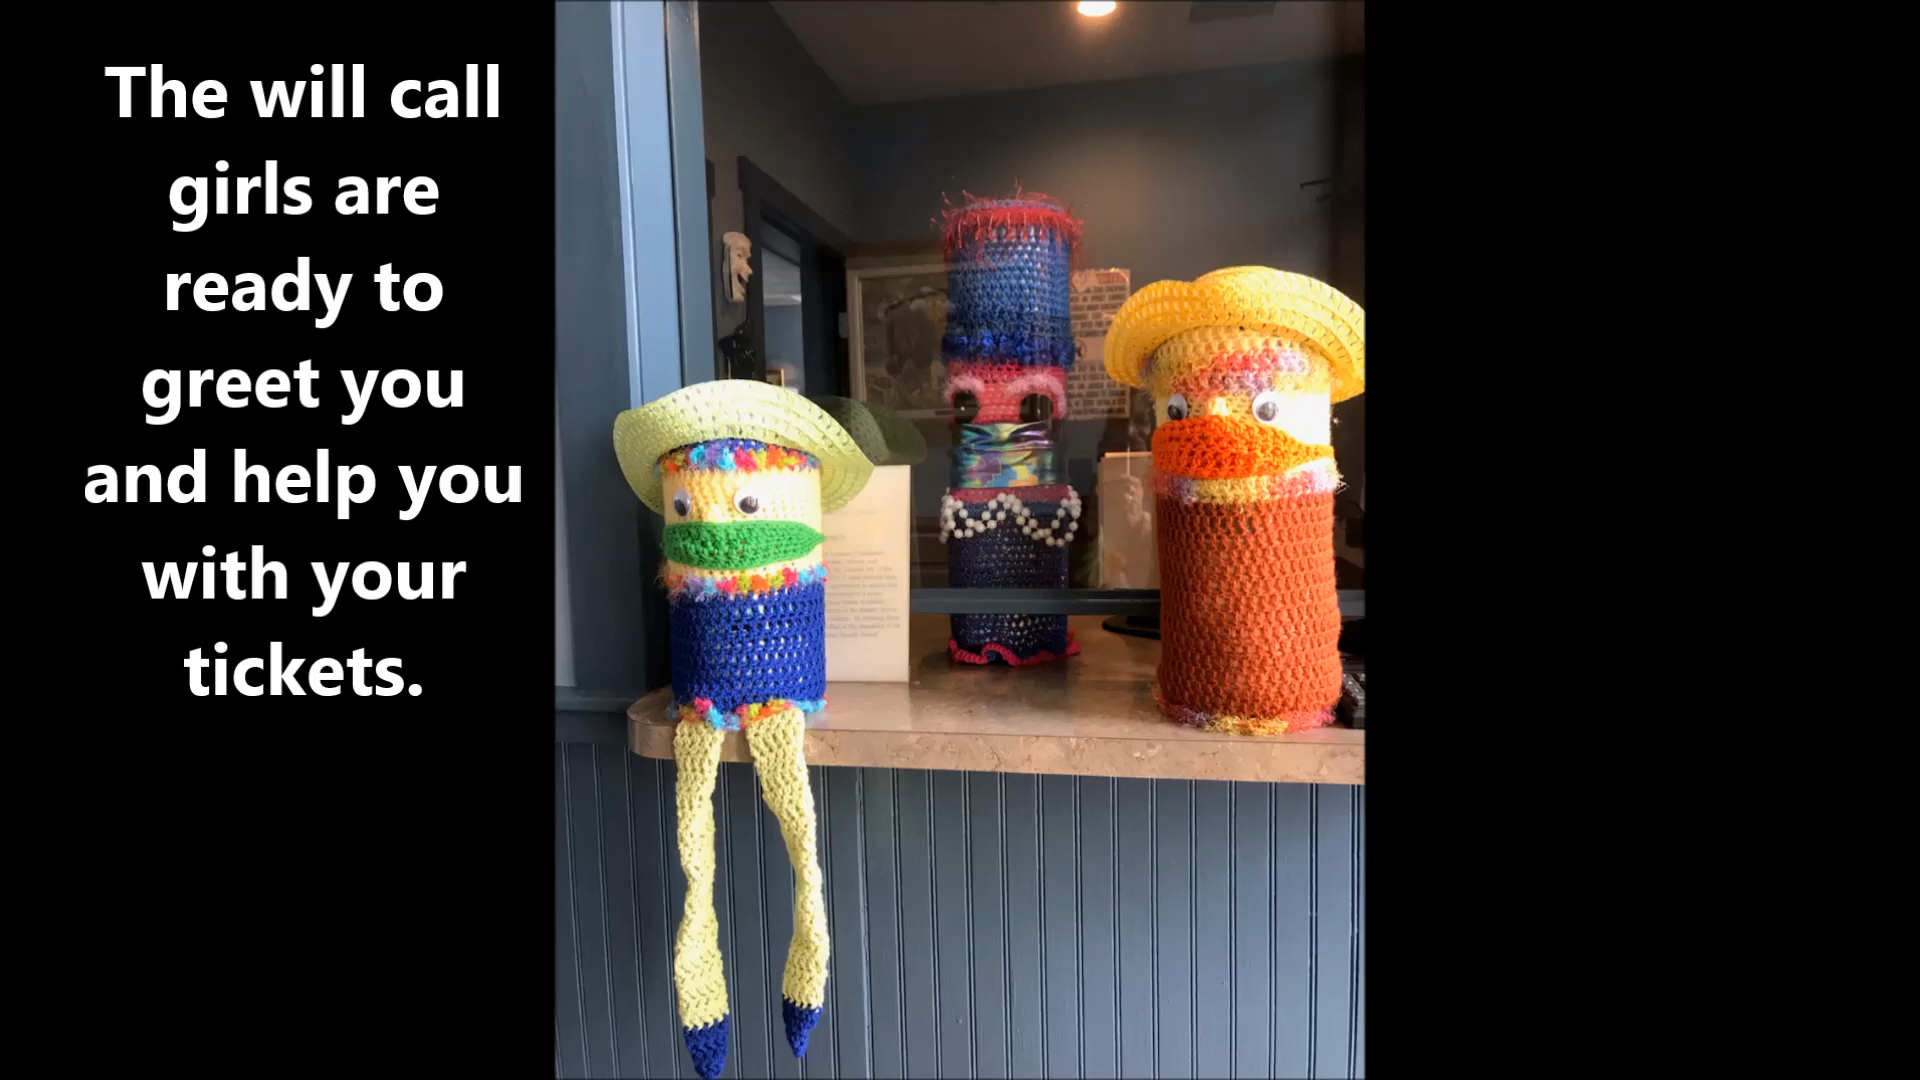 The will call
girls are
ready to
greet you
and help you
with your
tickets.